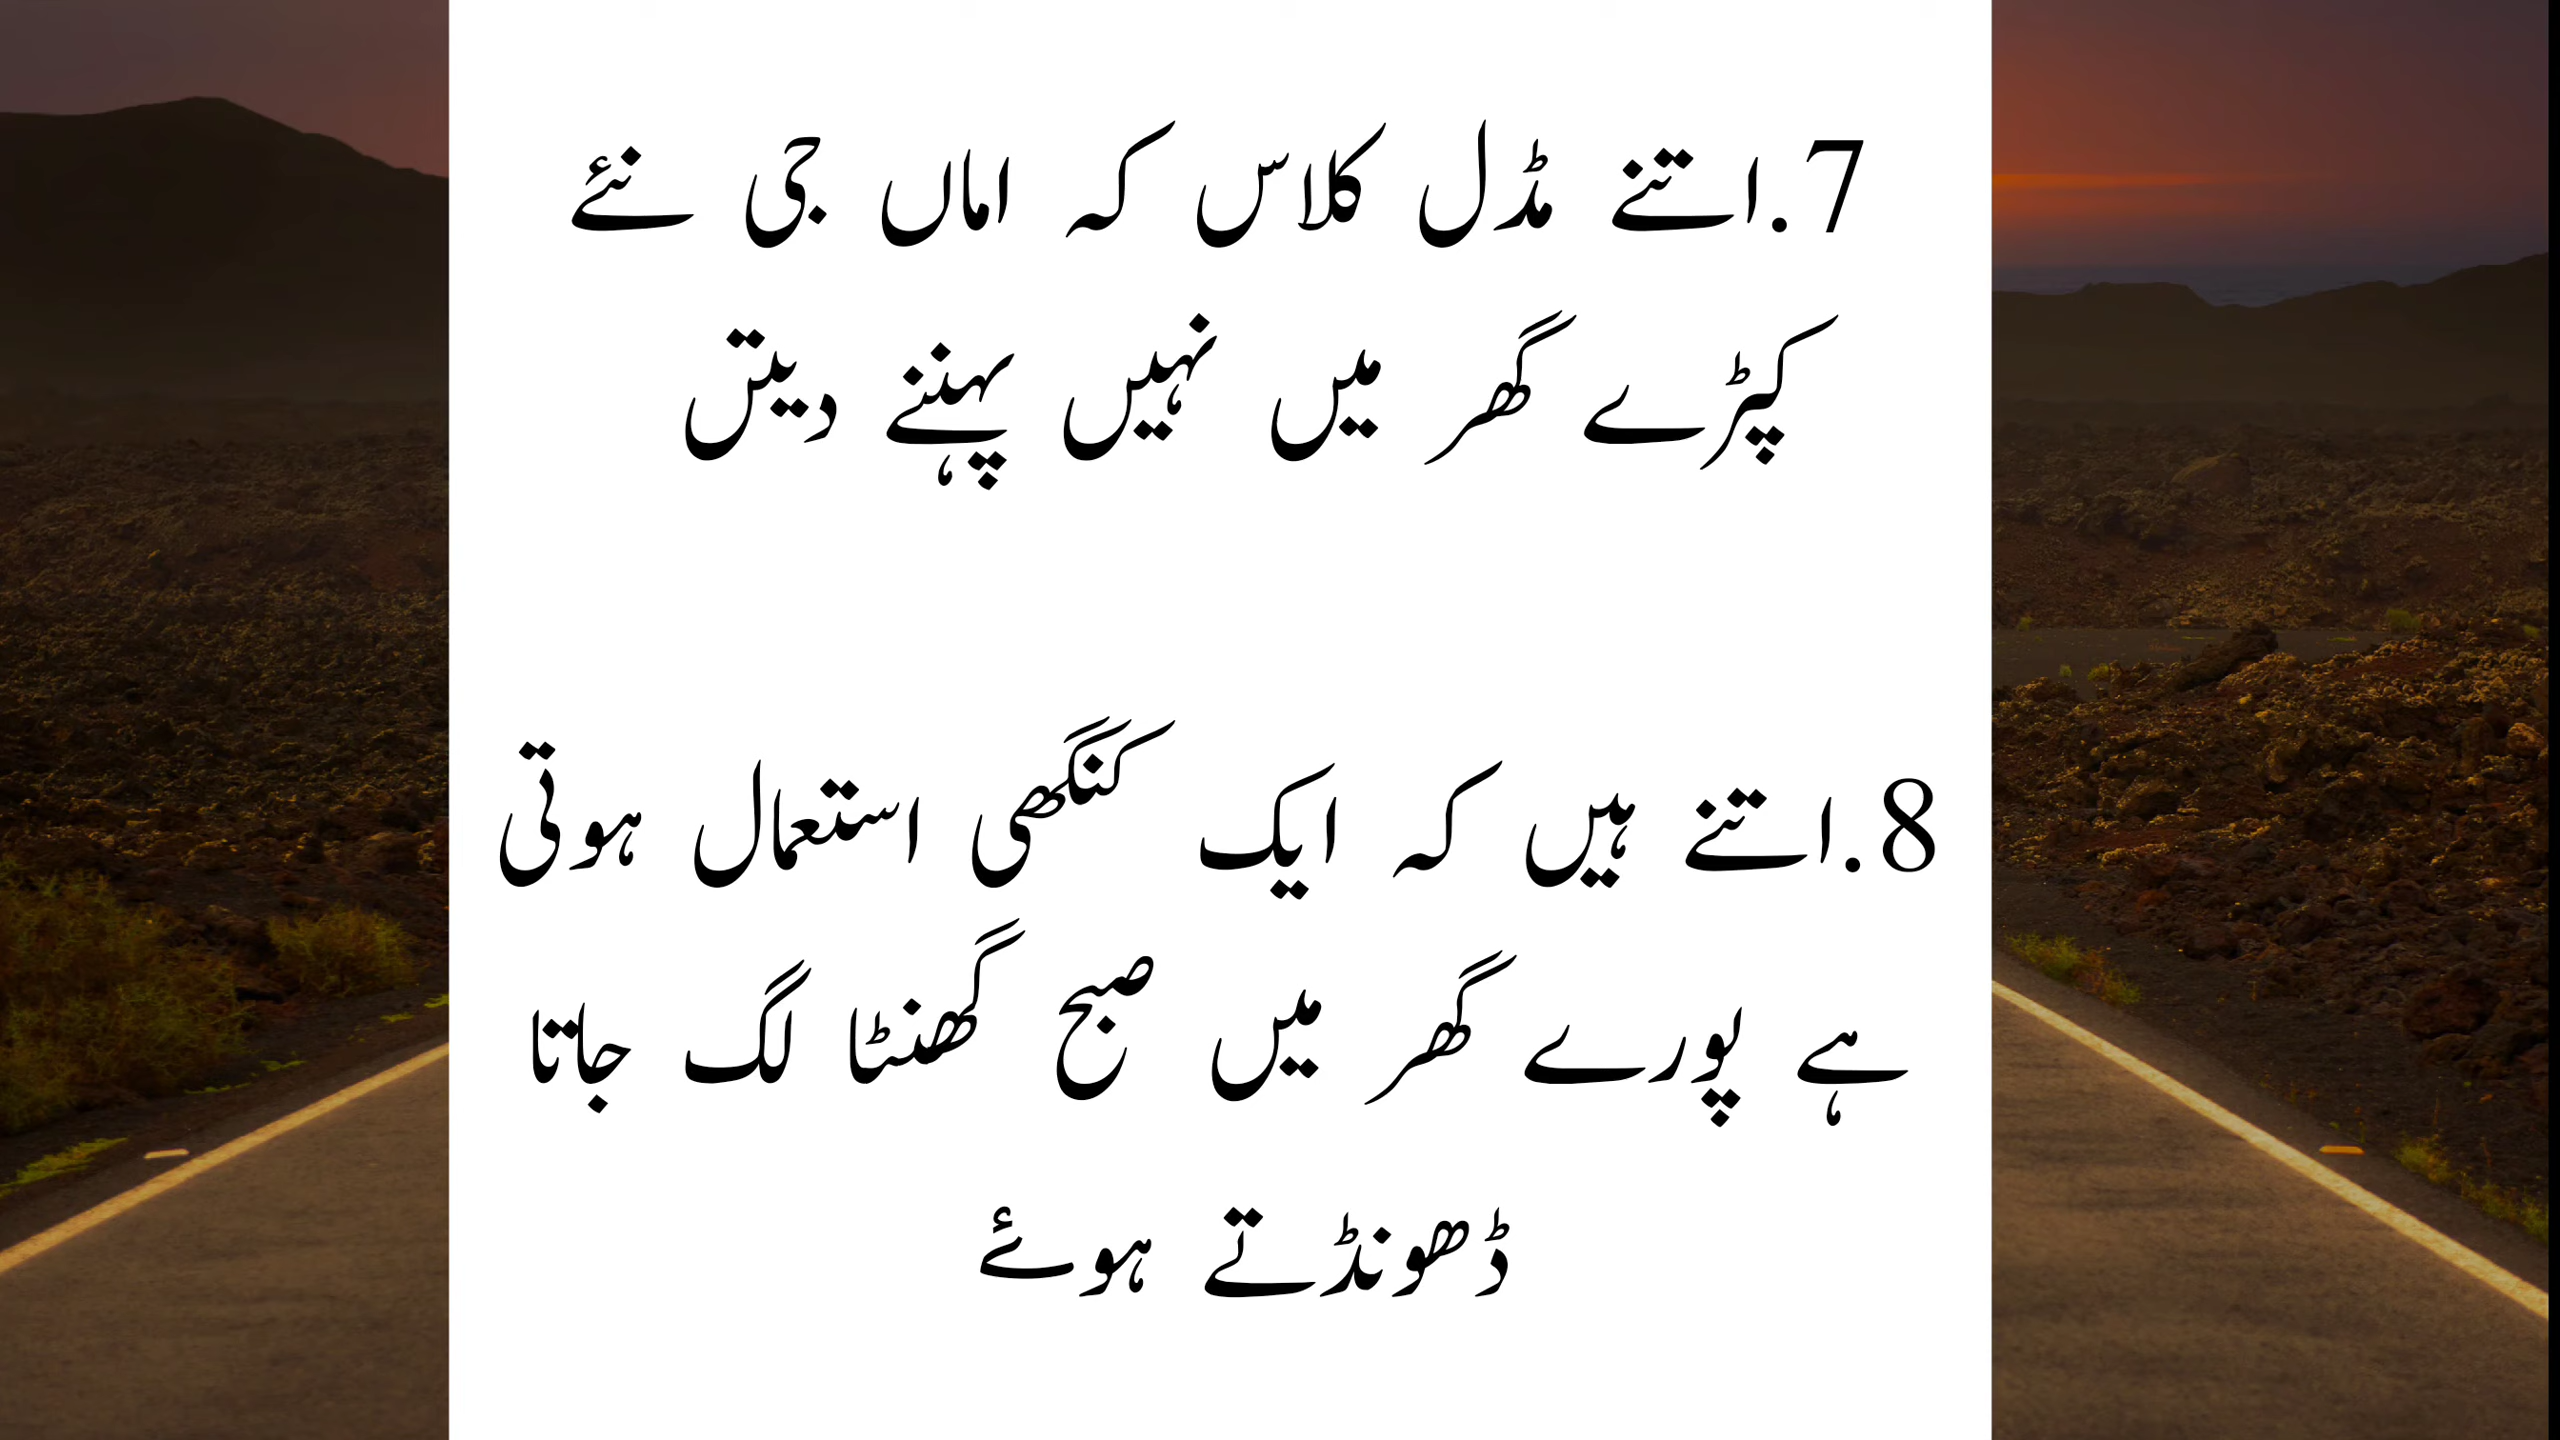 7.اتنے مڈل کلاس کہ اماں جی نئے
کپڑے گھر میں نہیں پہننے دیتں
8.اتنے ہیں کہ ایک کنگھی استعمال ہوتی
ہے پورے گھر میں صبح گھنٹا لگ جاتا
ڈھونڈتے ہوئے